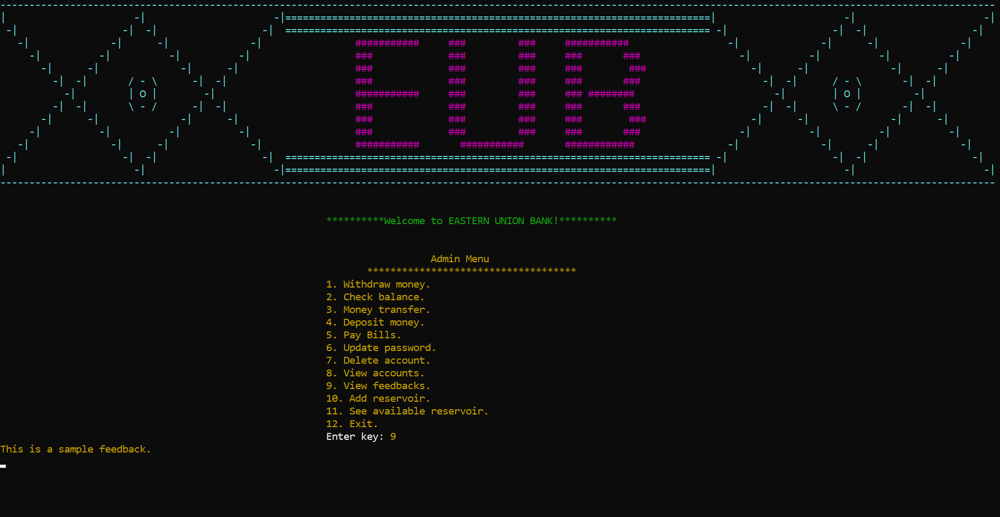 EUB
**********Welcome to EASTERN UNION BANK!**********
Admin Menu
************************************
1. Withdraw money.
2. Check balance.
3. Money transfer.
4. Deposit money.
5. Pay Bills.
6. Update password.
7. Delete account.
8. View accounts.
9. View feedbacks.
10. Add reservoir.
11. See available reservoir.
12. Exit.
Enter key: 9
This is a sample feedback.